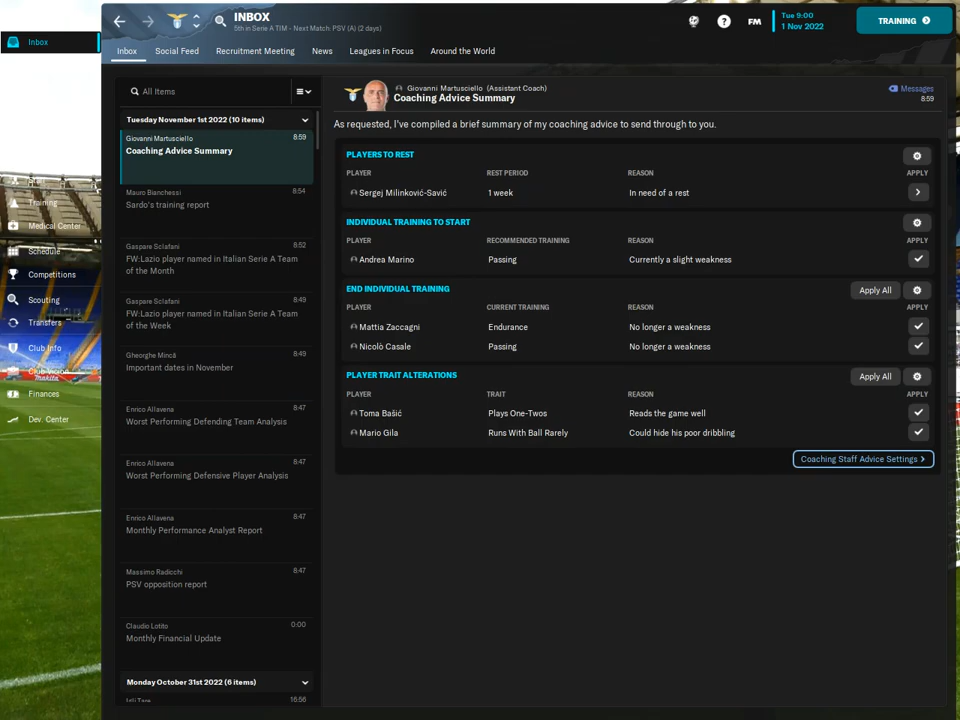 INBOX
5th in Serie A TIM - Next Match: PSV (A) (2 days)
FM
Tue 9:00
1 Nov 2022
TRAINING
Inbox
Inbox
Social Feed
Recruitment Meeting
News
Leagues in Focus
Around the World
Training
Medical Center
Schedule
Competitions
Scouting
Transfers
Club Info
Club Vision
Finances
Dev. Center
All Items
Tuesday November 1st 2022 (10 items)
Giovanni Martusciello 8:59
Coaching Advice Summary
Mauro Bianchessi 8:54
Sardo's training report
Gaspare Sclafani 8:52
FW:Lazio player named in Italian Serie A Team
of the Month
Gaspare Sclafani 8:49
FW:Lazio player named in Italian Serie A Team
of the Week
Gheorghe Mincă 8:49
Important dates in November
Enrico Allavena 8:47
Worst Performing Defending Team Analysis
Enrico Allavena 8:47
Worst Performing Defensive Player Analysis
Enrico Allavena 8:47
Monthly Performance Analyst Report
Massimo Radicchi 8:47
PSV opposition report
Claudio Lotito 0:00
Monthly Financial Update
Monday October 31st 2022 (6 items)
Igli Tare 16:56
Giovanni Martusciello (Assistant Coach)
Coaching Advice Summary
Messages
8:59
As requested, I've compiled a brief summary of my coaching advice to send through to you.
PLAYERS TO REST
PLAYER REST PERIOD REASON APPLY
Sergej Milinković-Savić 1 week In need of a rest
INDIVIDUAL TRAINING TO START
PLAYER RECOMMENDED TRAINING REASON APPLY
Andrea Marino Passing Currently a slight weakness
END INDIVIDUAL TRAINING Apply All
PLAYER CURRENT TRAINING REASON APPLY
Mattia Zaccagni Endurance No longer a weakness
Nicolò Casale Passing No longer a weakness
PLAYER TRAIT ALTERATIONS Apply All
PLAYER TRAIT REASON APPLY
Toma Bašić Plays One-Twos Reads the game well
Mario Gila Runs With Ball Rarely Could hide his poor dribbling
Coaching Staff Advice Settings